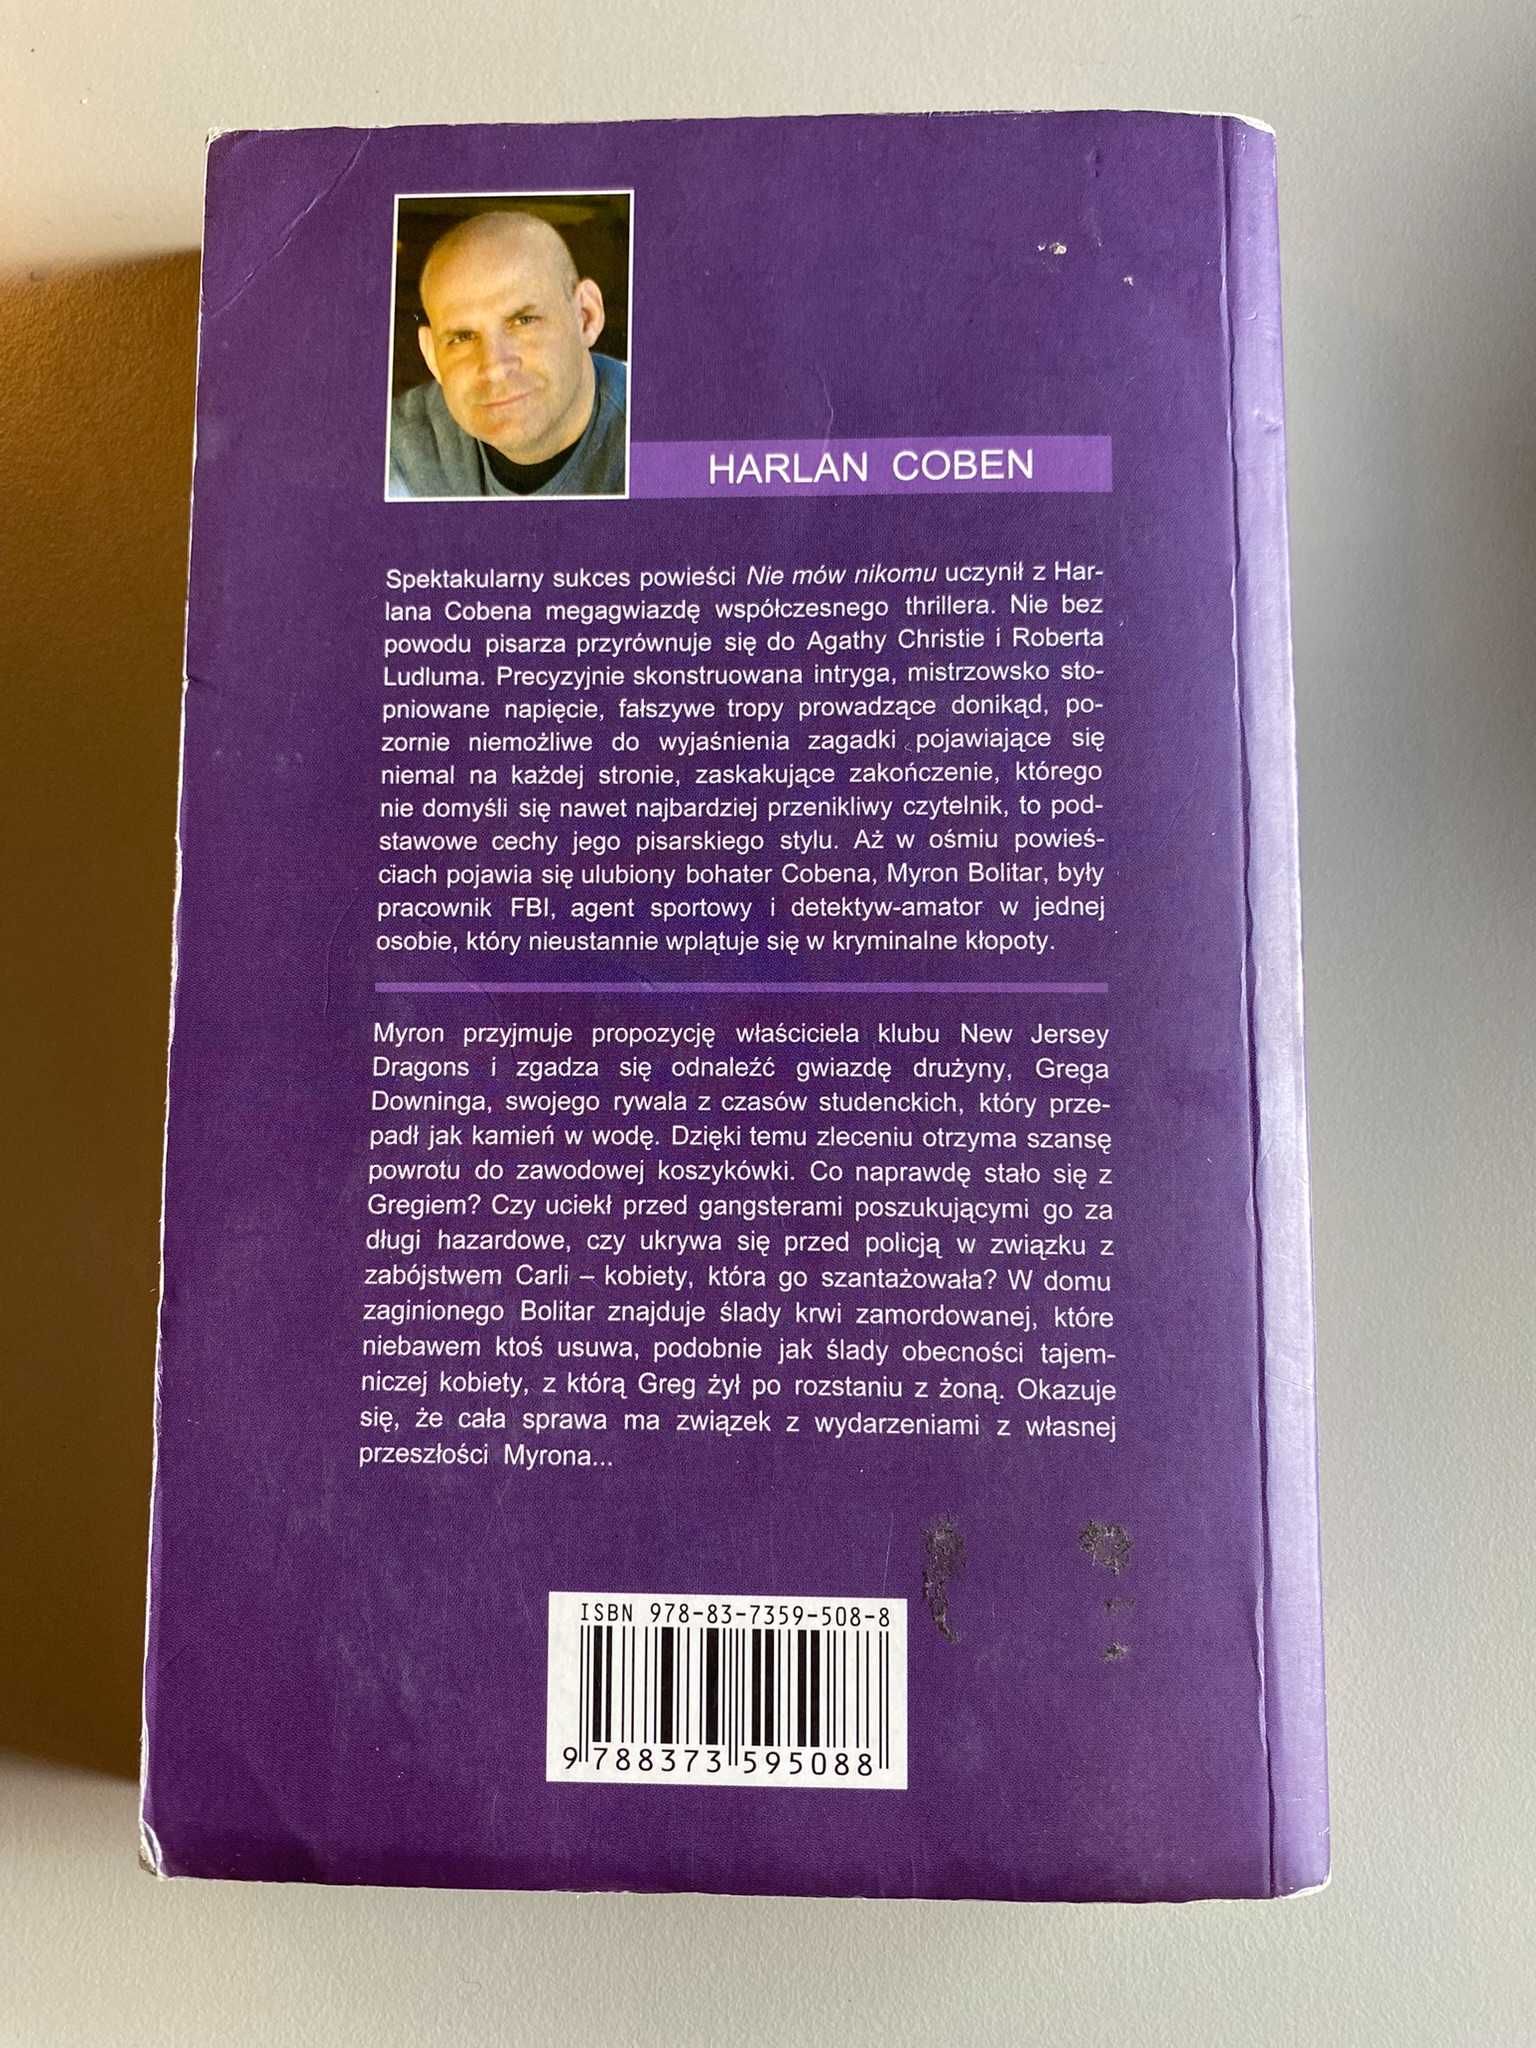 HARLAN COBEN
Spektakularny sukces powieści Nie mów nikomu uczynił z Har-
lana Cobena megagwiazdę współczesnego thrillera. Nie bez
powodu pisarza przyrównuje się do Agathy Christie i Roberta
Ludluma. Precyzyjnie skonstruowana intryga, mistrzowsko sto-
pniowane napięcie, fałszywe tropy prowadzące donikąd, po-
zornie niemożliwe do wyjaśnienia zagadki pojawiające się
niemal na każdej stronie, zaskakujące zakończenie, którego
nie domyśli się nawet najbardziej przenikliwy czytelnik, to pod-
stawowe cechy jego pisarskiego stylu. Aż w ośmiu powieś-
ciach pojawia się ulubiony bohater Cobena, Myron Bolitar, były
pracownik FBI, agent sportowy i detektyw-amator w jednej
osobie, który nieustannie wplątuje się w kryminalne kłopoty.
Myron przyjmuje propozycję właściciela klubu New Jersey
Dragons i zgadza się odnaleźć gwiazdę drużyny, Grega
Downinga, swojego rywala z czasów studenckich, który prze-
padł jak kamień w wodę. Dzięki temu zleceniu otrzyma szansę
powrotu do zawodowej koszykówki. Co naprawdę stało się z
Gregiem? Czy uciekł przed gangsterami poszukującymi go za
długi hazardowe, czy ukrywa się przed policją w związku z
zabójstwem Carli – kobiety, która go szantażowała? W domu
zaginionego Bolitar znajduje ślady krwi zamordowanej, które
niebawem ktoś usuwa, podobnie jak ślady obecności tajem-
niczej kobiety, z którą Greg żył po rozstaniu z żoną. Okazuje
się, że cała sprawa ma związek z wydarzeniami z własnej
przeszłości Myrona...
ISBN 978-83-7359-508-8
9 788373 595088